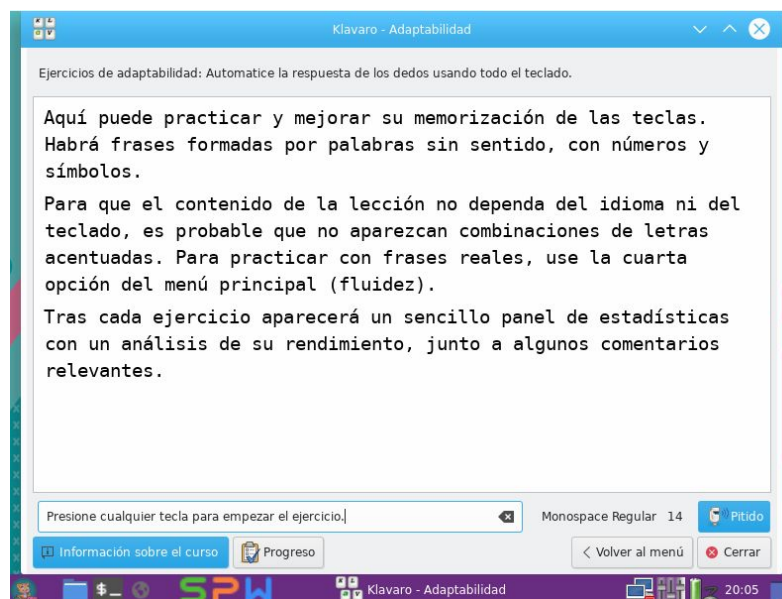 Klavaro - Adaptabilidad
Ejercicios de adaptabilidad: Automatice la respuesta de los dedos usando todo el teclado.
Aquí puede practicar y mejorar su memorización de las teclas.
Habrá frases formadas por palabras sin sentido, con números y
símbolos.
Para que el contenido de la lección no dependa del idioma ni del
teclado, es probable que no aparezcan combinaciones de letras
acentuadas. Para practicar con frases reales, use la cuarta
opción del menú principal (fluidez).
Tras cada ejercicio aparecerá un sencillo panel de estadísticas
con un análisis de su rendimiento, junto a algunos comentarios
relevantes.
Presione cualquier tecla para empezar el ejercicio.
Monospace Regular 14
Pitido
Información sobre el curso
Progreso
< Volver al menú
Cerrar
$_
SPW
Klavaro - Adaptabilidad
20:05